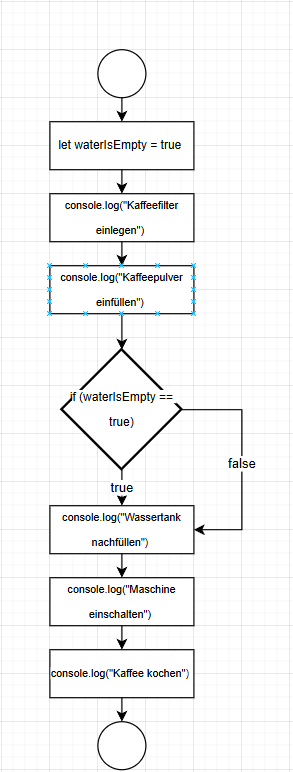 let waterIsEmpty = true
console.log("Kaffeefilter
einlegen")
console.log("Kaffeepulver
einfüllen")
if (waterIsEmpty ==
true)
false
true
console.log("Wassertank
nachfüllen")
console.log("Maschine
einschalten")
console.log("Kaffee kochen")